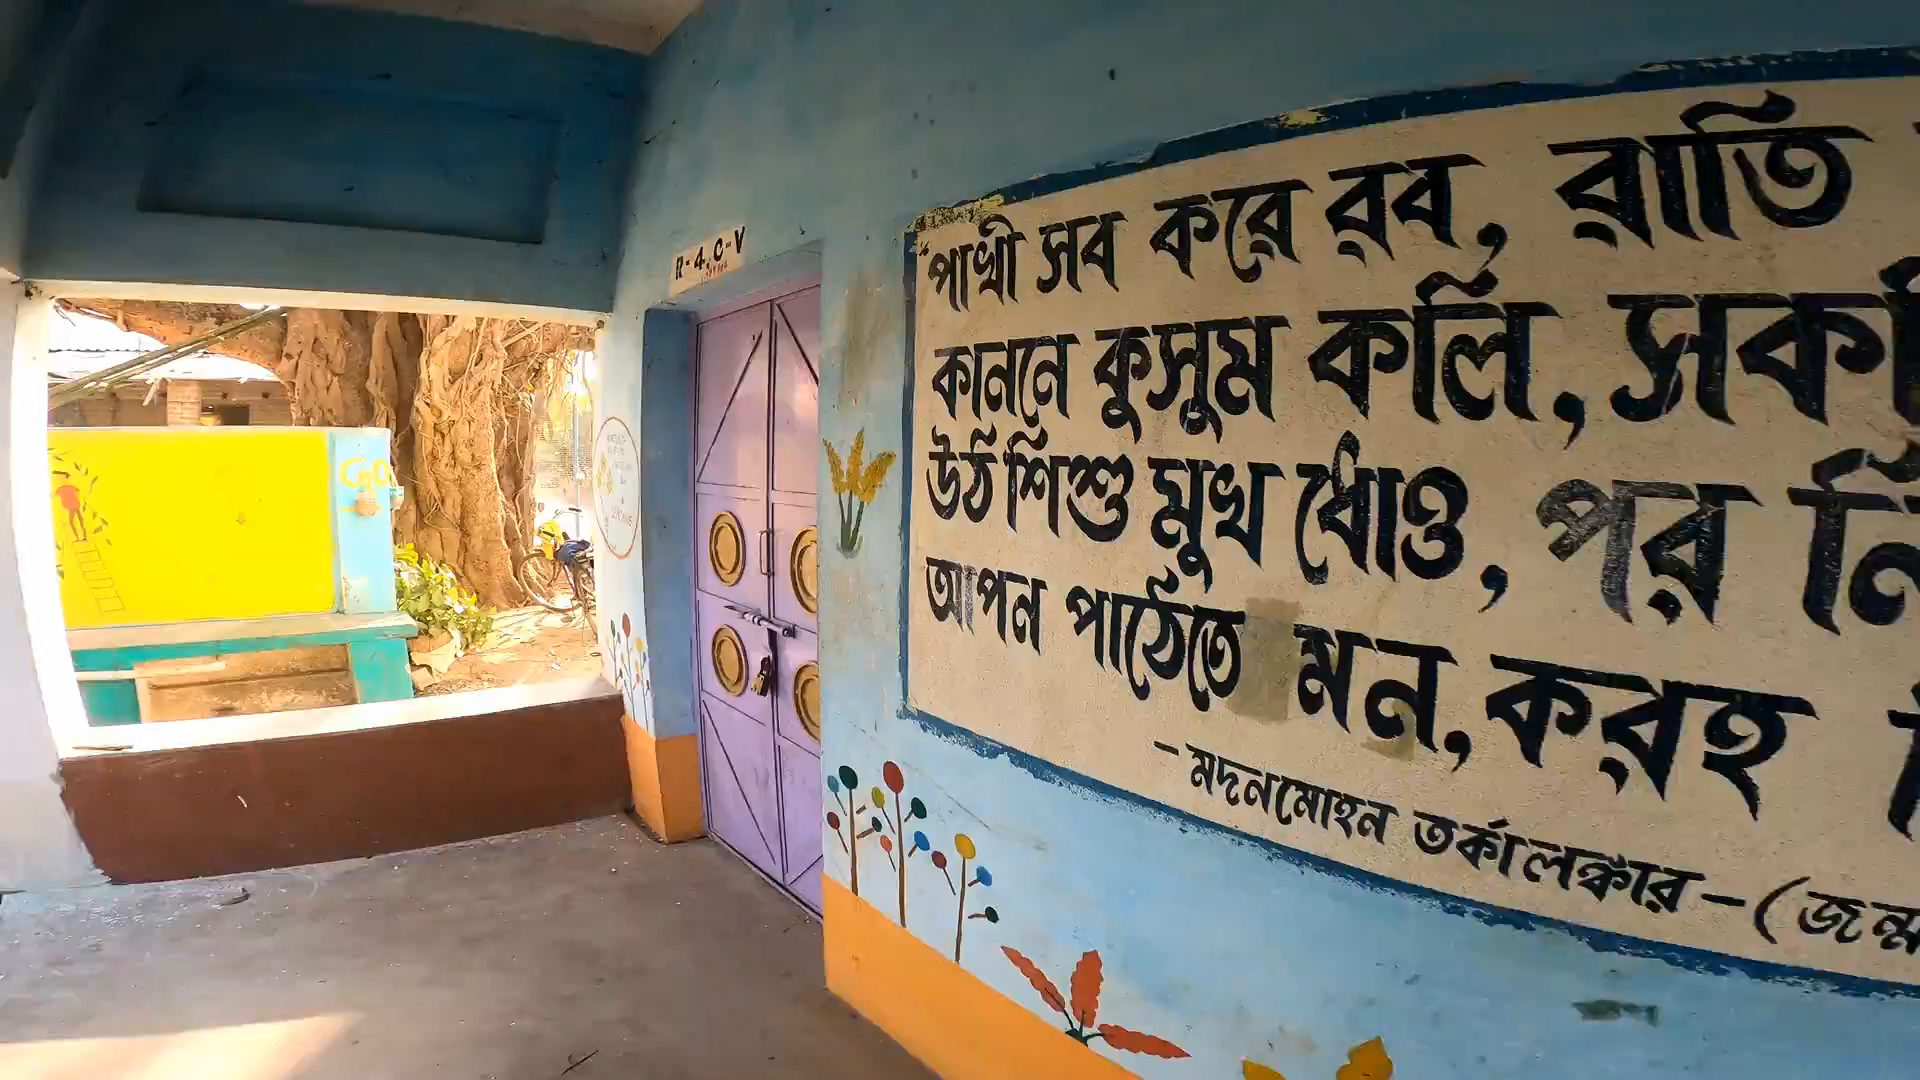 R-4, C-V
"পাখী সব করে রব, রাতি
কাননে কুসুম কলি, সকলি
উঠ শিশু মুখ ধোও, পর নি
আপন পাঠেতে মন, করহ নি
- মদনমোহন তর্কালঙ্কার - (জন্ম